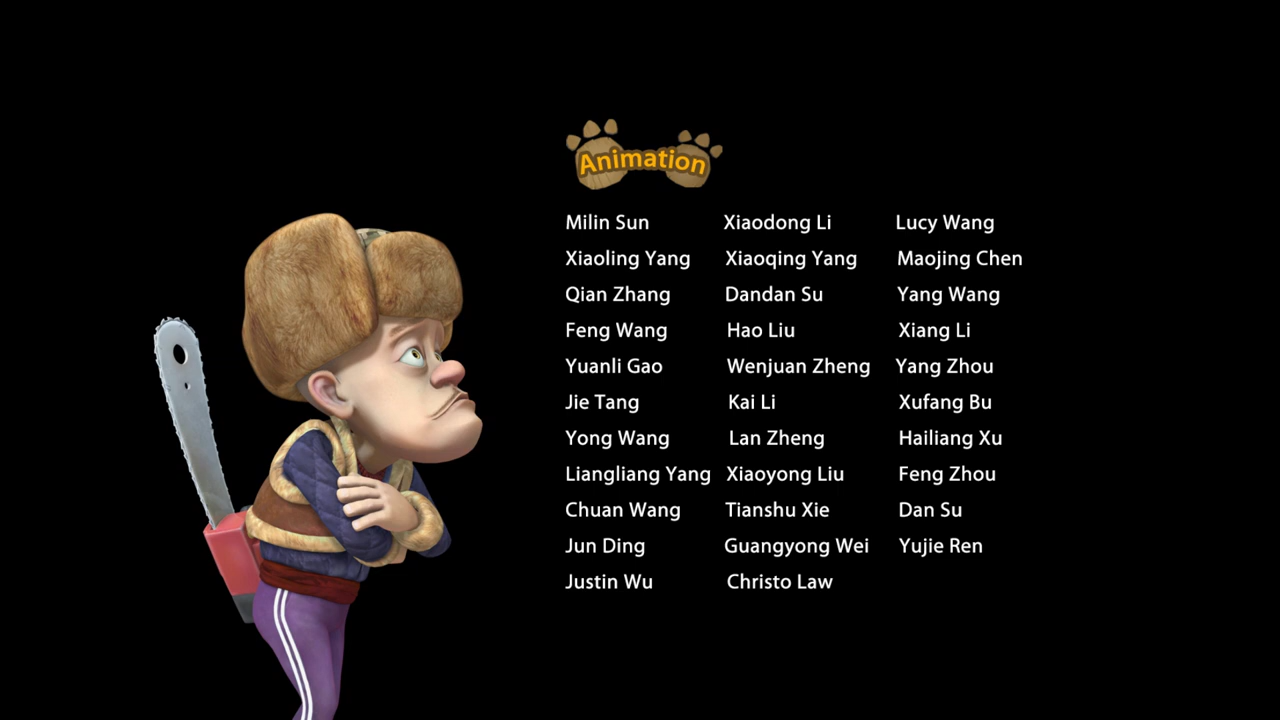 Animation
Milin Sun Xiaodong Li Lucy Wang
Xiaoling Yang Xiaoqing Yang Maojing Chen
Qian Zhang Dandan Su Yang Wang
Feng Wang Hao Liu Xiang Li
Yuanli Gao Wenjuan Zheng Yang Zhou
Jie Tang Kai Li Xufang Bu
Yong Wang Lan Zheng Hailiang Xu
Liangliang Yang Xiaoyong Liu Feng Zhou
Chuan Wang Tianshu Xie Dan Su
Jun Ding Guangyong Wei Yujie Ren
Justin Wu Christo Law